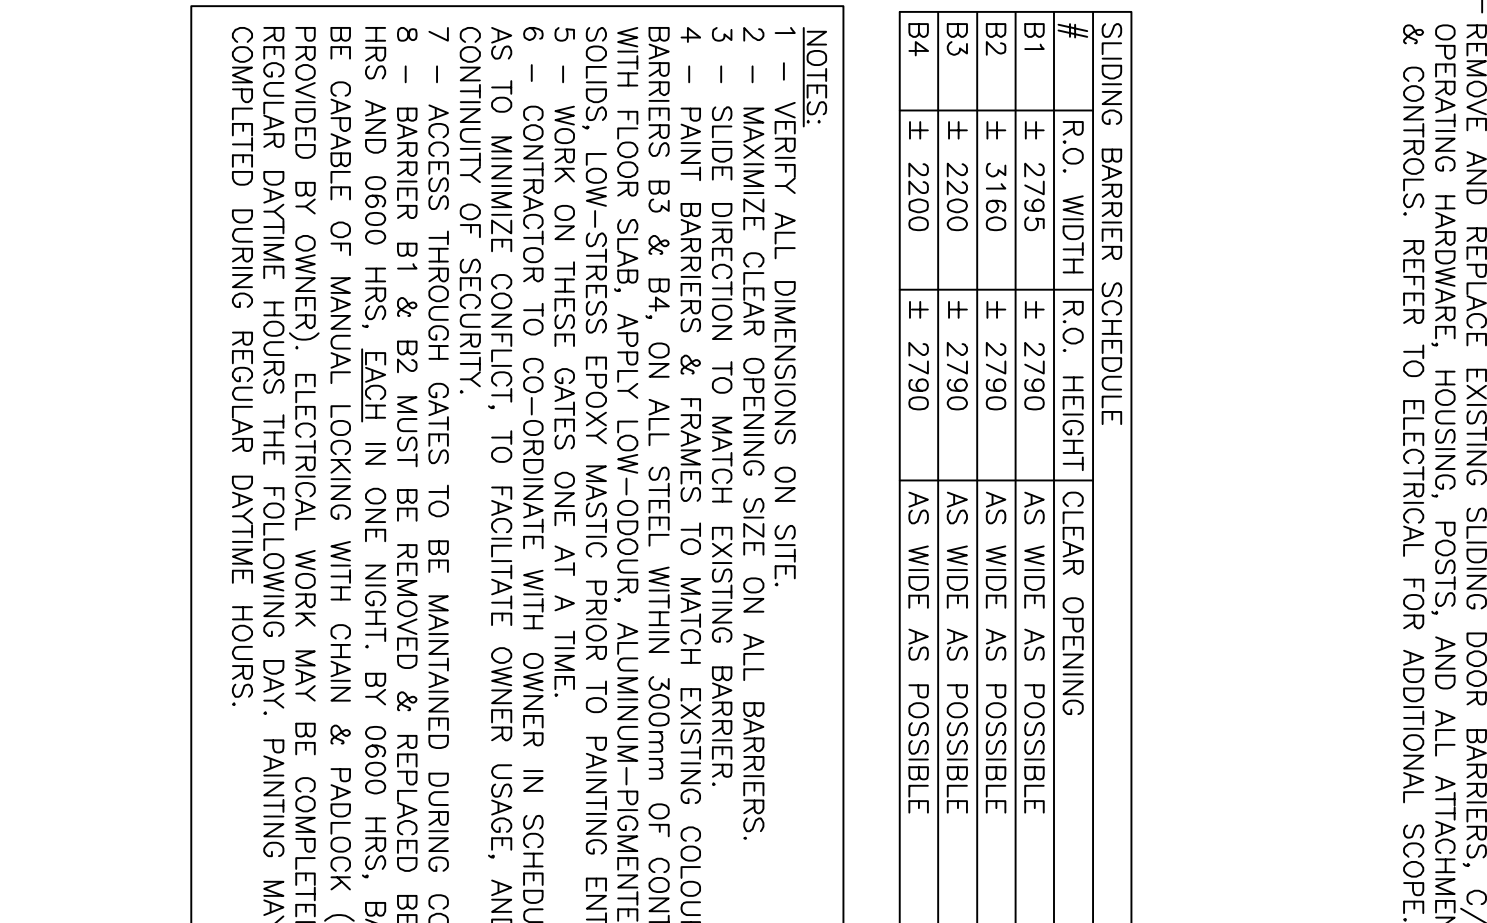 – REMOVE AND REPLACE EXISTING SLIDING DOOR BARRIERS, C/
OPERATING HARDWARE, HOUSING, POSTS, AND ALL
& CONTROLS. REFER TO ELECTRICAL FOR ADDITIONAL SCOPE.
SLIDING BARRIER SCHEDULE
# R.O. WIDTH R.O. HEIGHT CLEAR OPENING
B1 ± 2795 ± 2790 AS WIDE AS POSSIBLE
B2 ± 3160 ± 2790 AS WIDE AS POSSIBLE
B3 ± 2200 ± 2790 AS WIDE AS POSSIBLE
B4 ± 2200 ± 2790 AS WIDE AS POSSIBLE
NOTES:
1 – VERIFY ALL DIMENSIONS ON SITE.
2 – MAXIMIZE CLEAR OPENING SIZE ON ALL BARRIERS.
3 – SLIDE DIRECTION TO MATCH EXISTING BARRIER.
4 – PAINT BARRIERS & FRAMES TO MATCH EXISTING
BARRIERS B3 & B4, ON ALL STEEL WITHIN 300mm OF
WITH FLOOR SLAB, APPLY LOW–ODOUR,
SOLIDS, LOW–STRESS EPOXY MASTIC PRIOR TO PAINTING
5 – WORK ON THESE GATES ONE AT A TIME.
6 – CONTRACTOR TO CO–ORDINATE WITH OWNER IN
AS TO MINIMIZE CONFLICT, TO FACILITATE OWNER USAGE, AND
CONTINUITY OF SECURITY.
7 – ACCESS THROUGH GATES TO BE MAINTAINED DURING
8 – BARRIER B1 & B2 MUST BE REMOVED & REPLACED
HRS AND 0600 HRS, EACH IN ONE NIGHT. BY 0600 HRS,
BE CAPABLE OF MANUAL LOCKING WITH CHAIN & PADLOCK (
PROVIDED BY OWNER). ELECTRICAL WORK MAY BE
REGULAR DAYTIME HOURS THE FOLLOWING DAY. PAINTING MAY
COMPLETED DURING REGULAR DAYTIME HOURS.